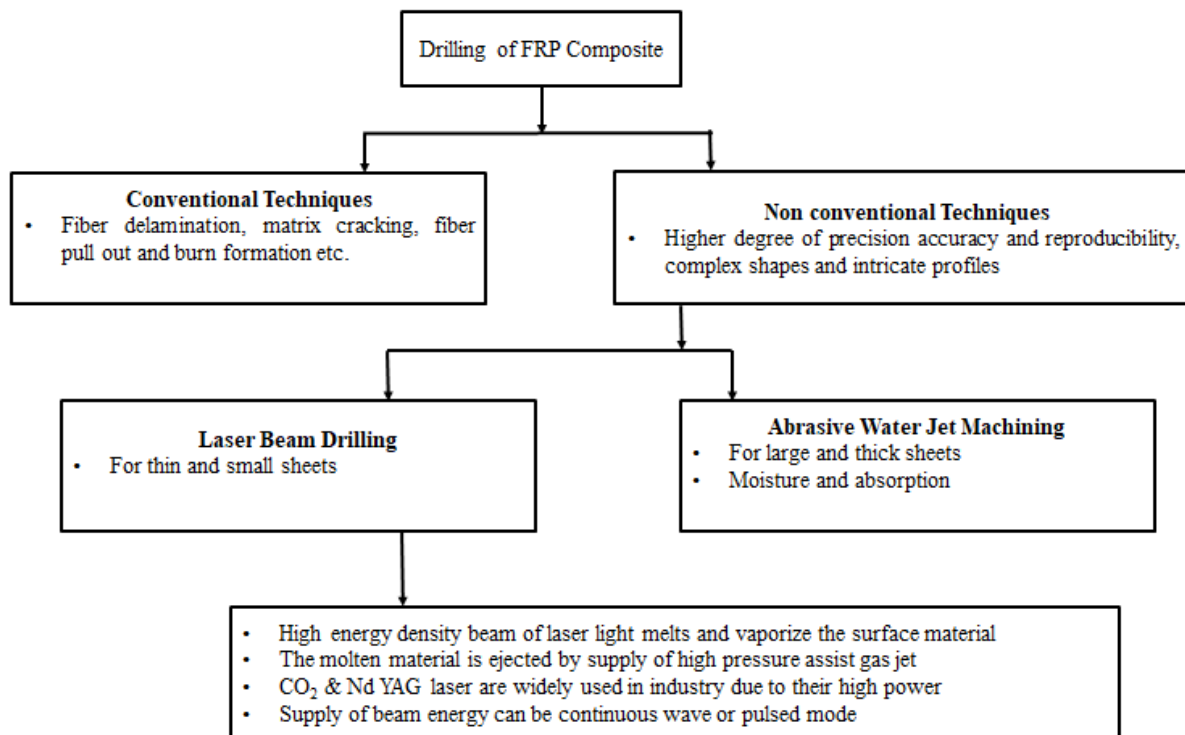 Drilling of FRP Composite
Conventional Techniques
• Fiber delamination, matrix cracking, fiber
pull out and burn formation etc.
Non conventional Techniques
• Higher degree of precision accuracy and reproducibility,
complex shapes and intricate profiles
Laser Beam Drilling
• For thin and small sheets
Abrasive Water Jet Machining
• For large and thick sheets
• Moisture and absorption
• High energy density beam of laser light melts and vaporize the surface material
• The molten material is ejected by supply of high pressure assist gas jet
• CO₂ & Nd YAG laser are widely used in industry due to their high power
• Supply of beam energy can be continuous wave or pulsed mode